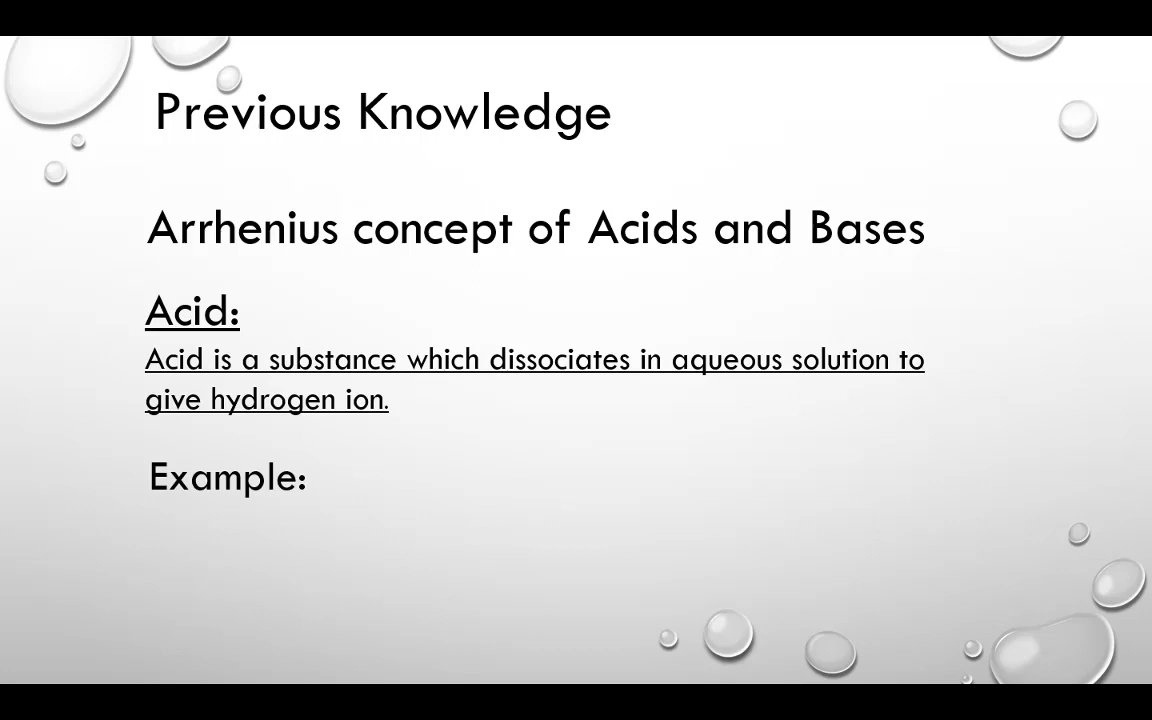 Previous Knowledge
Arrhenius concept of Acids and Bases
Acid:
Acid is a substance which dissociates in aqueous solution to
give hydrogen ion.
Example: